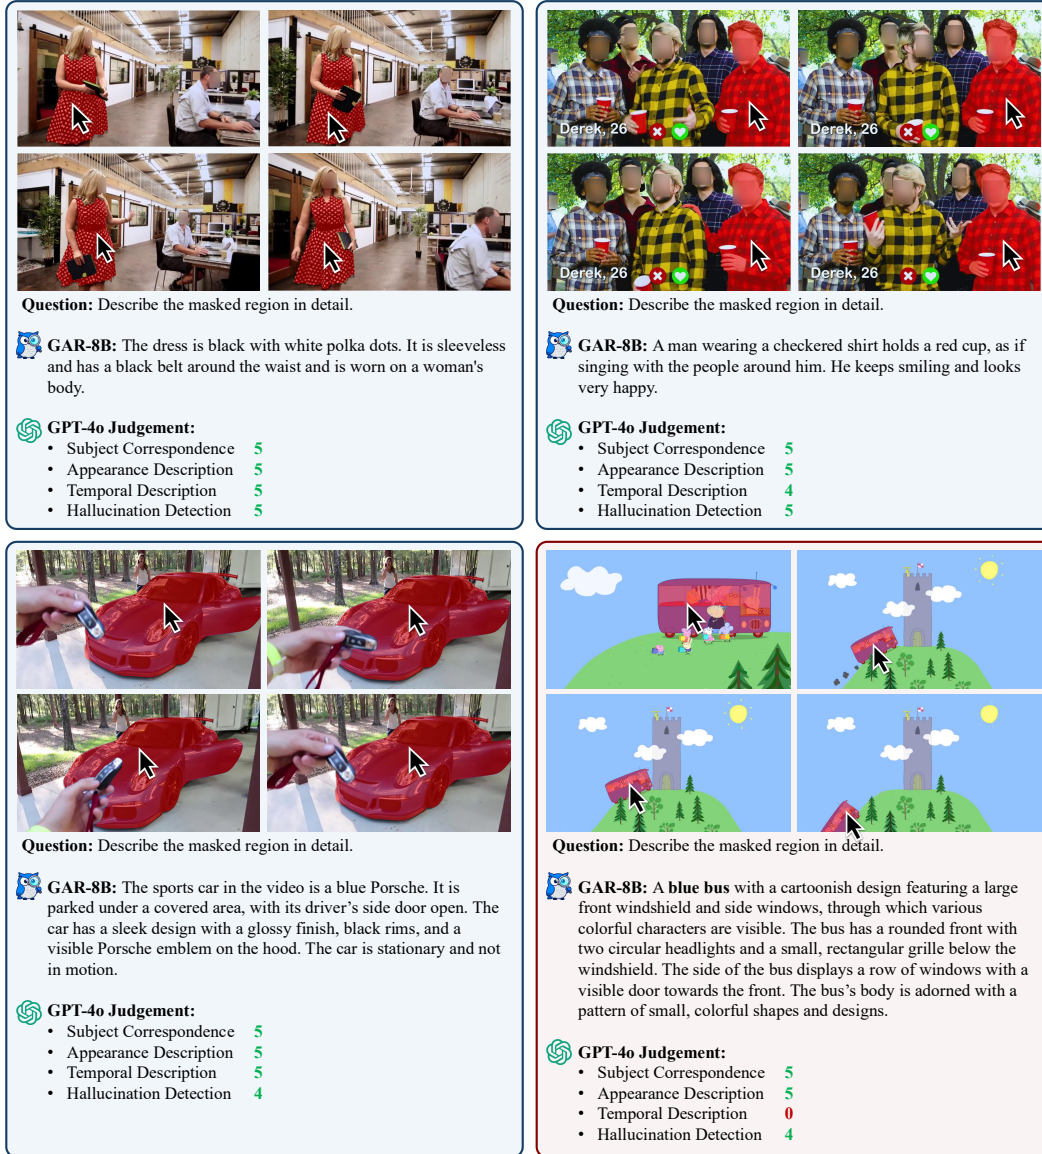 Derek, 26
Derek, 26
Derek, 26
Derek, 26
Question: Describe the masked region in detail.
GAR-8B: The dress is black with white polka dots. It is sleeveless
and has a black belt around the waist and is worn on a woman's
body.
GPT-4o Judgement:
• Subject Correspondence 5
• Appearance Description 5
• Temporal Description 5
• Hallucination Detection 5
Question: Describe the masked region in detail.
GAR-8B: A man wearing a checkered shirt holds a red cup, as if
singing with the people around him. He keeps smiling and looks
very happy.
GPT-4o Judgement:
• Subject Correspondence 5
• Appearance Description 5
• Temporal Description 4
• Hallucination Detection 5
Question: Describe the masked region in detail.
GAR-8B: The sports car in the video is a blue Porsche. It is
parked under a covered area, with its driver’s side door open. The
car has a sleek design with a glossy finish, black rims, and a
visible Porsche emblem on the hood. The car is stationary and not
in motion.
GPT-4o Judgement:
• Subject Correspondence 5
• Appearance Description 5
• Temporal Description 5
• Hallucination Detection 4
Question: Describe the masked region in detail.
GAR-8B: A blue bus with a cartoonish design featuring a large
front windshield and side windows, through which various
colorful characters are visible. The bus has a rounded front with
two circular headlights and a small, rectangular grille below the
windshield. The side of the bus displays a row of windows with a
visible door towards the front. The bus’s body is adorned with a
pattern of small, colorful shapes and designs.
GPT-4o Judgement:
• Subject Correspondence 5
• Appearance Description 5
• Temporal Description 0
• Hallucination Detection 4